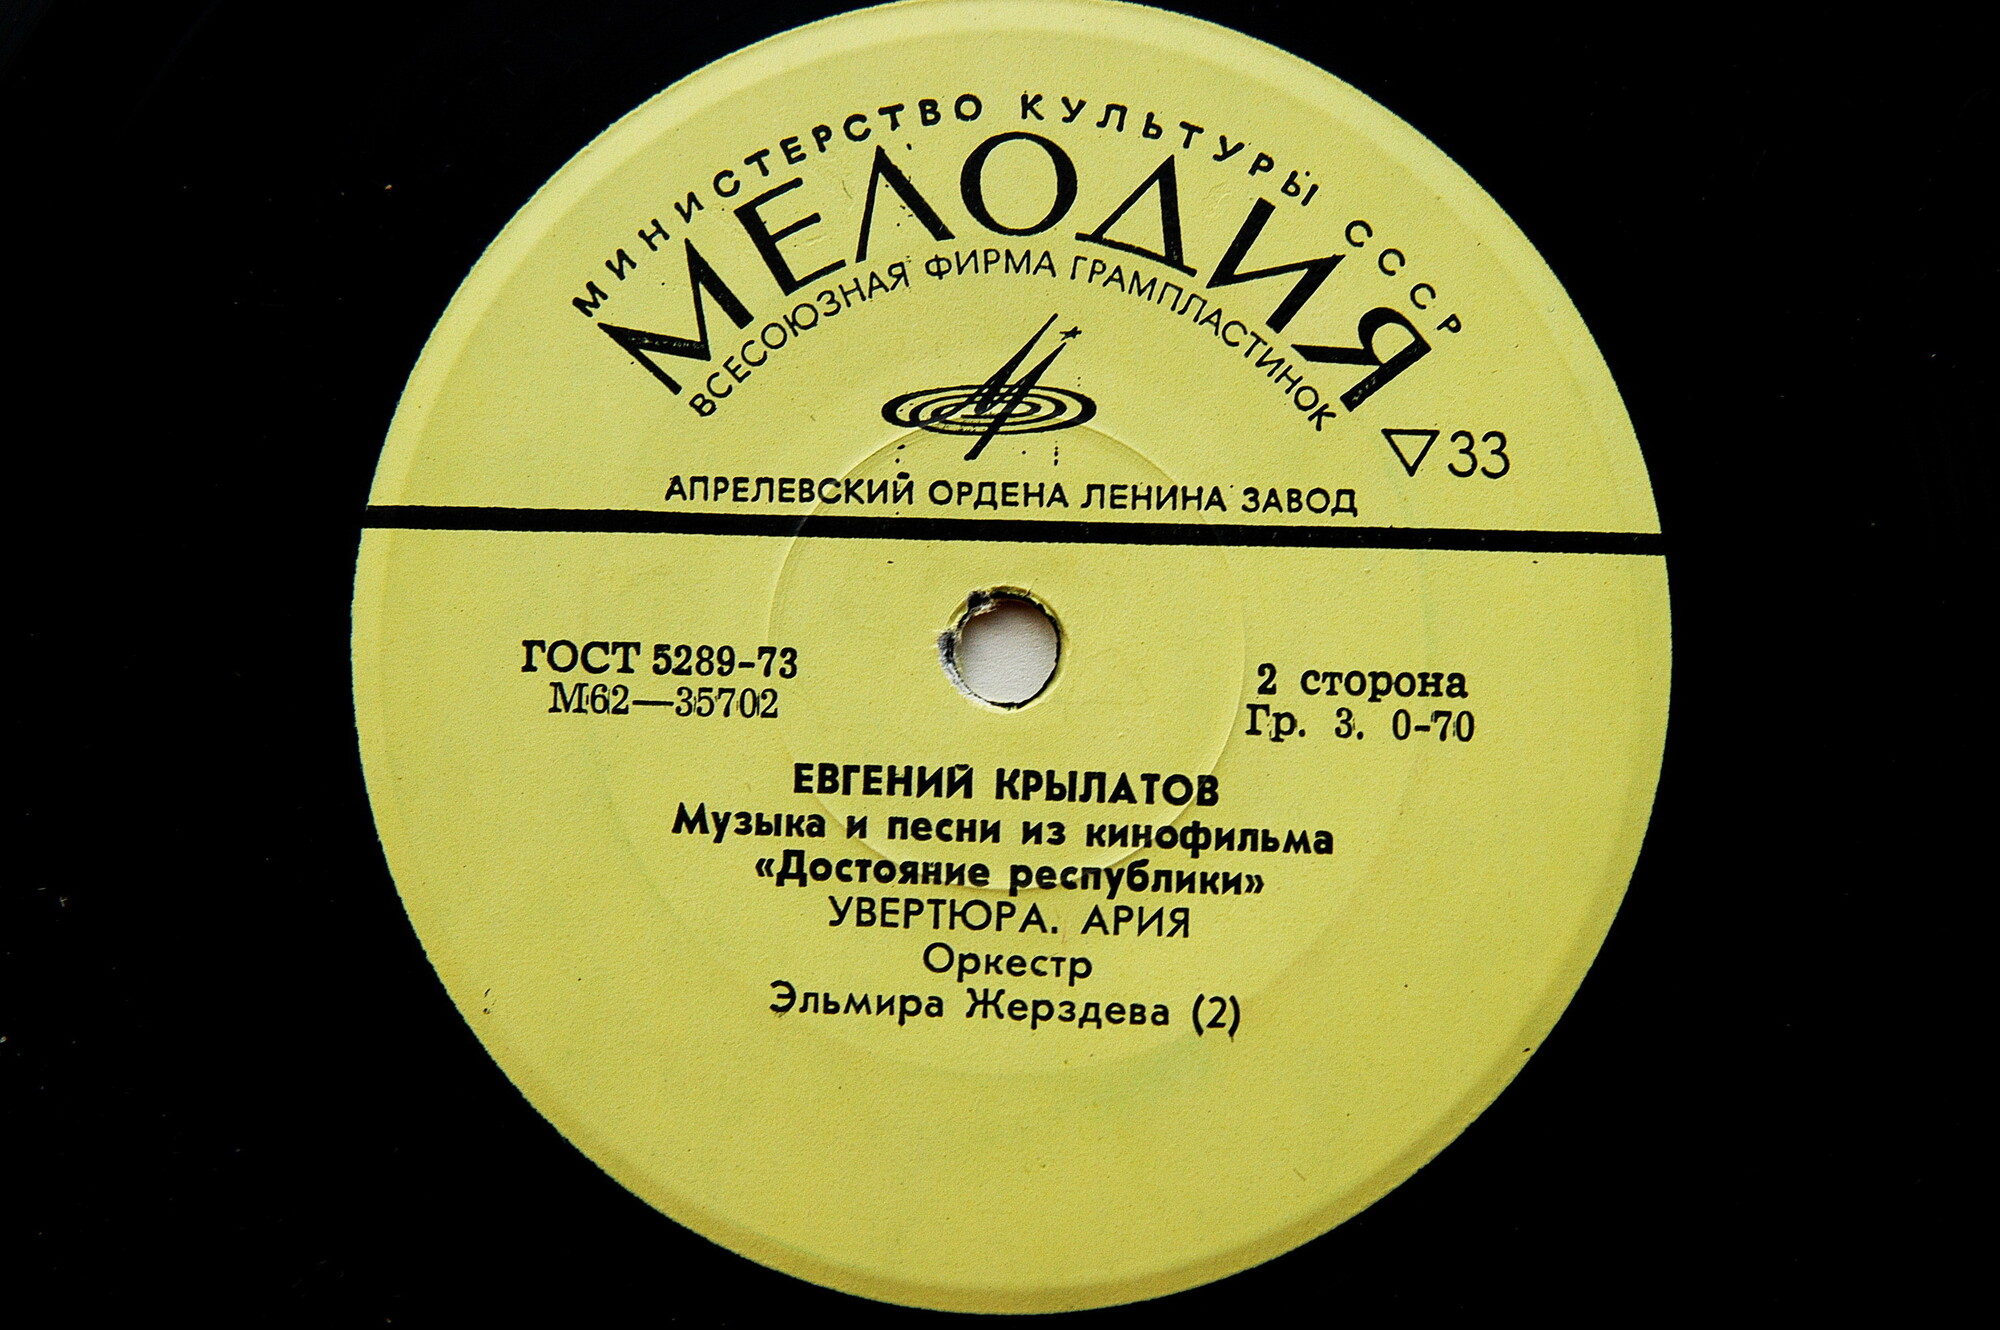 МИНИСТЕРСТВО КУЛЬТУРЫ СССР
МЕЛОДИЯ
ВСЕСОЮЗНАЯ ФИРМА ГРАМПЛАСТИНОК
▽33
АПРЕЛЕВСКИЙ ОРДЕНА ЛЕНИНА ЗАВОД
ГОСТ 5289-73
М62—35702
2 сторона
Гр. 3. 0-70
ЕВГЕНИЙ КРЫЛАТОВ
Музыка и песни из кинофильма
«Достояние республики»
УВЕРТЮРА. АРИЯ
Оркестр
Эльмира Жерздева (2)